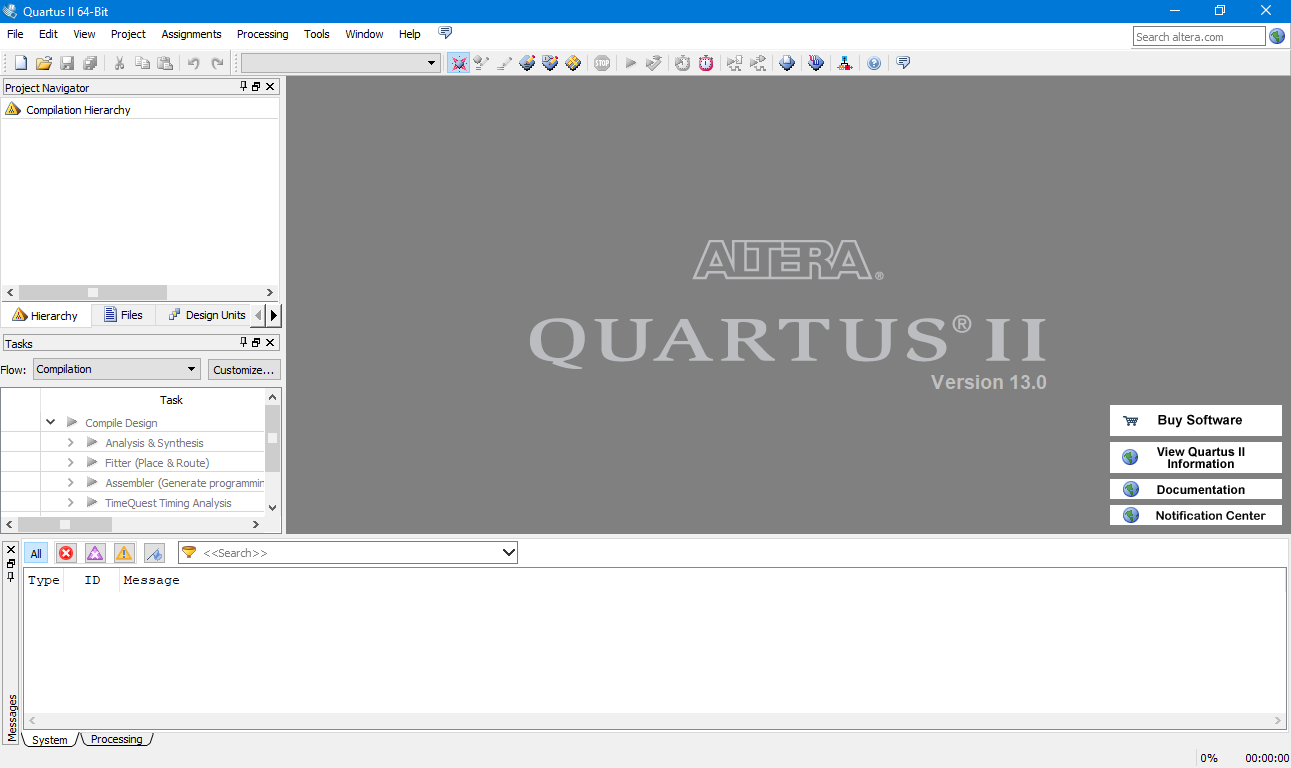 Quartus II 64-Bit
File Edit View Project Assignments Processing Tools Window Help
Search altera.com
STOP
Project Navigator
Compilation Hierarchy
Hierarchy Files Design Units
Tasks
Flow: Compilation Customize...
Task
Compile Design
Analysis & Synthesis
Fitter (Place & Route)
Assembler (Generate programmin
TimeQuest Timing Analysis
ALTERA®
QUARTUS® II
Version 13.0
Buy Software
View Quartus II
Information
Documentation
Notification Center
All <<Search>>
Type ID Message
Messages
System Processing
0% 00:00:00